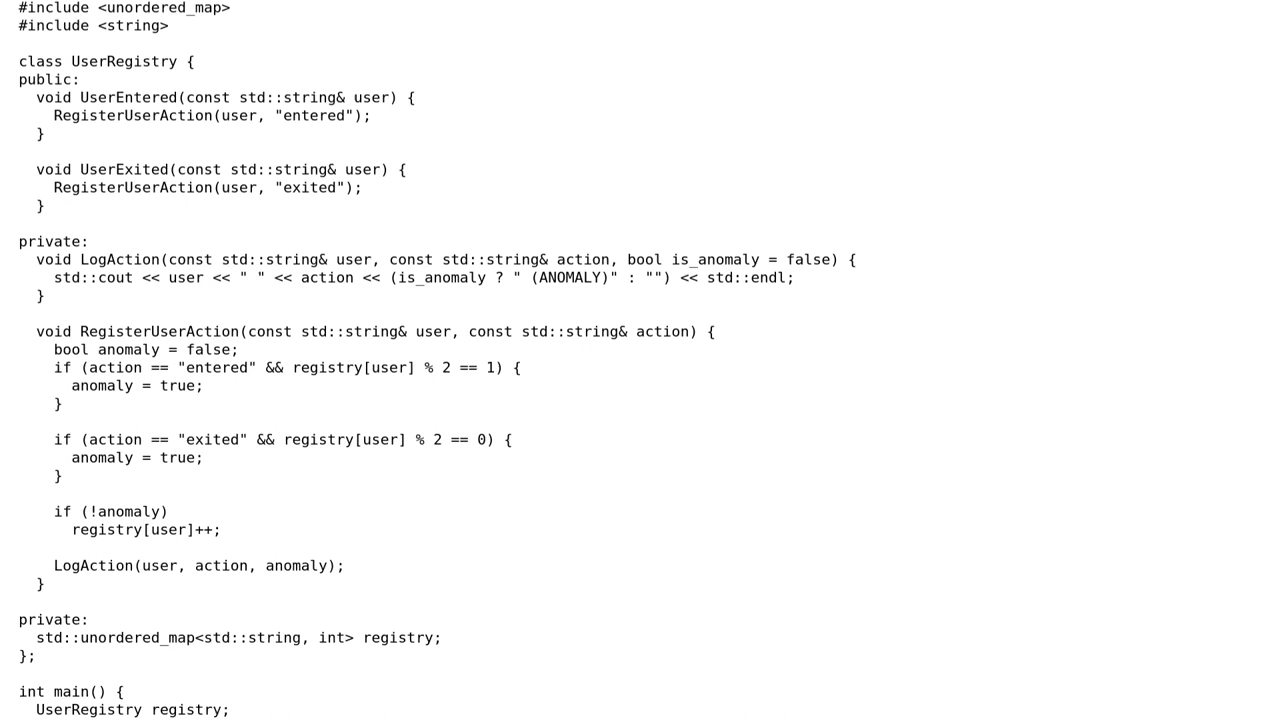 #include <unordered_map>
#include <string>
class UserRegistry {
public:
void UserEntered(const std::string& user) {
RegisterUserAction(user, "entered");
}
void UserExited(const std::string& user) {
RegisterUserAction(user, "exited");
}
private:
void LogAction(const std::string& user, const std::string& action, bool is_anomaly = false) {
std::cout << user << " " << action << (is_anomaly ? " (ANOMALY)" : "") << std::endl;
}
void RegisterUserAction(const std::string& user, const std::string& action) {
bool anomaly = false;
if (action == "entered" && registry[user] % 2 == 1) {
anomaly = true;
}
if (action == "exited" && registry[user] % 2 == 0) {
anomaly = true;
}
if (!anomaly)
registry[user]++;
LogAction(user, action, anomaly);
}
private:
std::unordered_map<std::string, int> registry;
};
int main() {
UserRegistry registry;